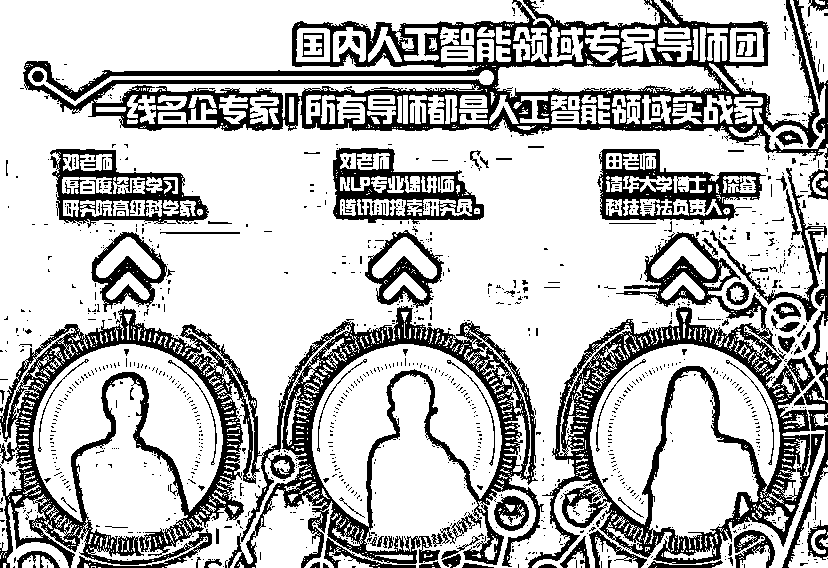 国内人工智能领域专家导师团
一线名企专家 | 所有导师都是人工智能领域实战家
邓老师
原百度深度学习
研究院高级科学家。
刘老师
NLP专业课讲师，
腾讯前搜索研究员。
田老师
清华大学博士，深鉴
科技算法负责人。